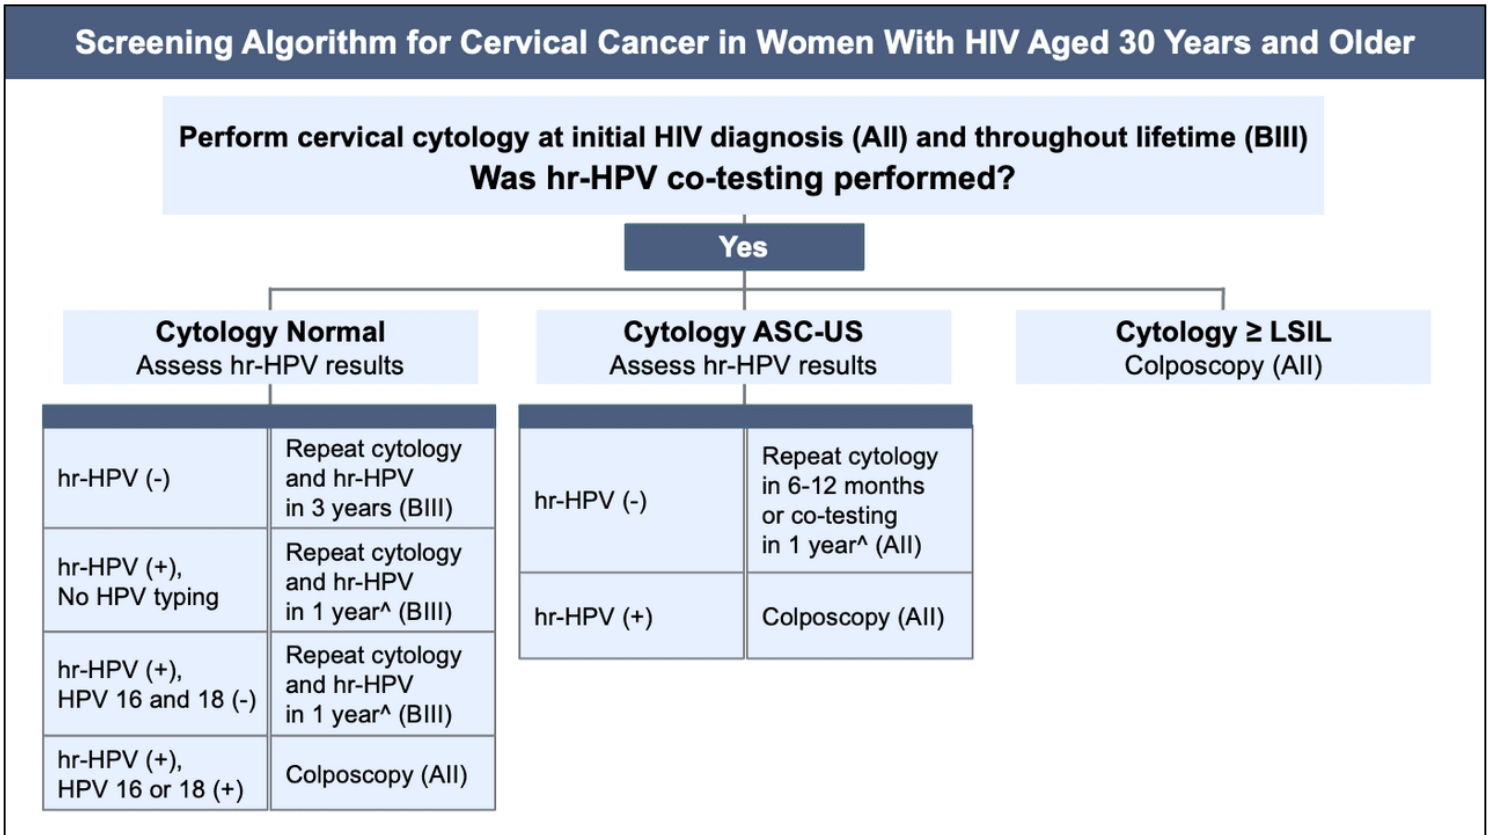 Screening Algorithm for Cervical Cancer in Women With HIV Aged 30 Years and Older
Perform cervical cytology at initial HIV diagnosis (AII) and throughout lifetime (BIII)
Was hr-HPV co-testing performed?
Yes
Cytology Normal
Assess hr-HPV results
hr-HPV (-)
Repeat cytology
and hr-HPV
in 3 years (BIII)
hr-HPV (+),
No HPV typing
Repeat cytology
and hr-HPV
in 1 year^ (BIII)
hr-HPV (+),
HPV 16 and 18 (-)
Repeat cytology
and hr-HPV
in 1 year^ (BIII)
hr-HPV (+),
HPV 16 or 18 (+)
Colposcopy (AII)
Cytology ASC-US
Assess hr-HPV results
hr-HPV (-)
Repeat cytology
in 6-12 months
or co-testing
in 1 year^ (AII)
hr-HPV (+)
Colposcopy (AII)
Cytology ≥ LSIL
Colposcopy (AII)